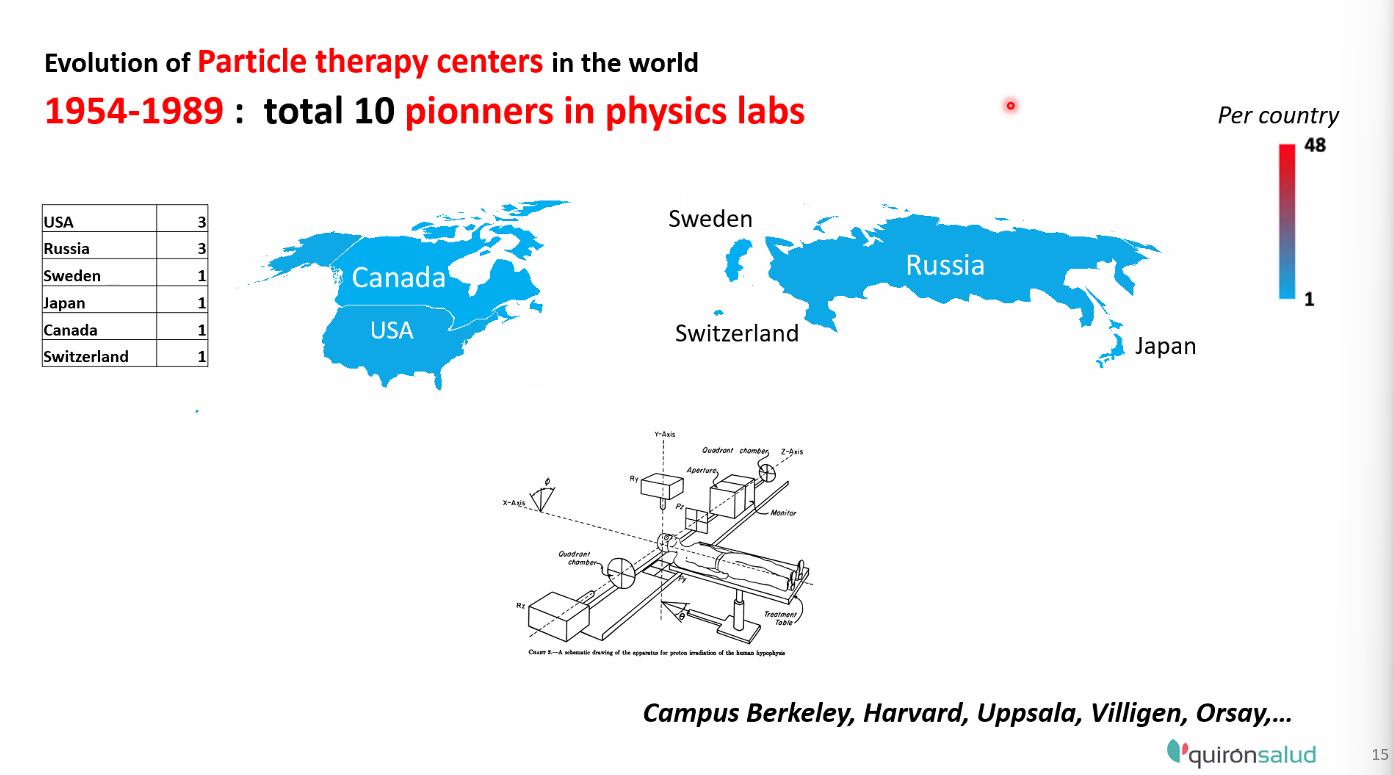 Evolution of Particle therapy centers in the world
1954-1989 : total 10 pionners in physics labs
Per country
48
1
USA 3
Russia 3
Sweden 1
Japan 1
Canada 1
Switzerland 1
Canada
USA
Sweden
Russia
Switzerland
Japan
Y-Axis
Quadrant chamber
Z-Axis
Aperture
Ry
φ
X-Axis
Pz
Monitor
Quadrant
chamber
Py
Rz
θ
Treatment
Table
CHART 2.—A schematic drawing of the apparatus for proton irradiation of the human hypophysis
Campus Berkeley, Harvard, Uppsala, Villigen, Orsay,...
quirónsalud
15